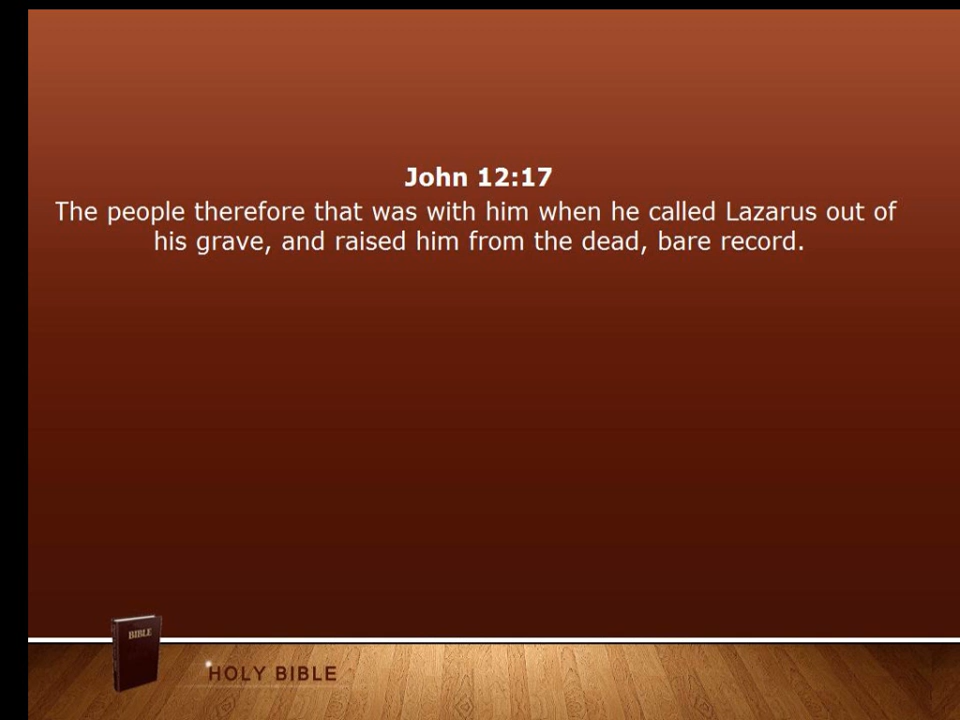 John 12:17
The people therefore that was with him when he called Lazarus out of
his grave, and raised him from the dead, bare record.
BIBLE
HOLY BIBLE